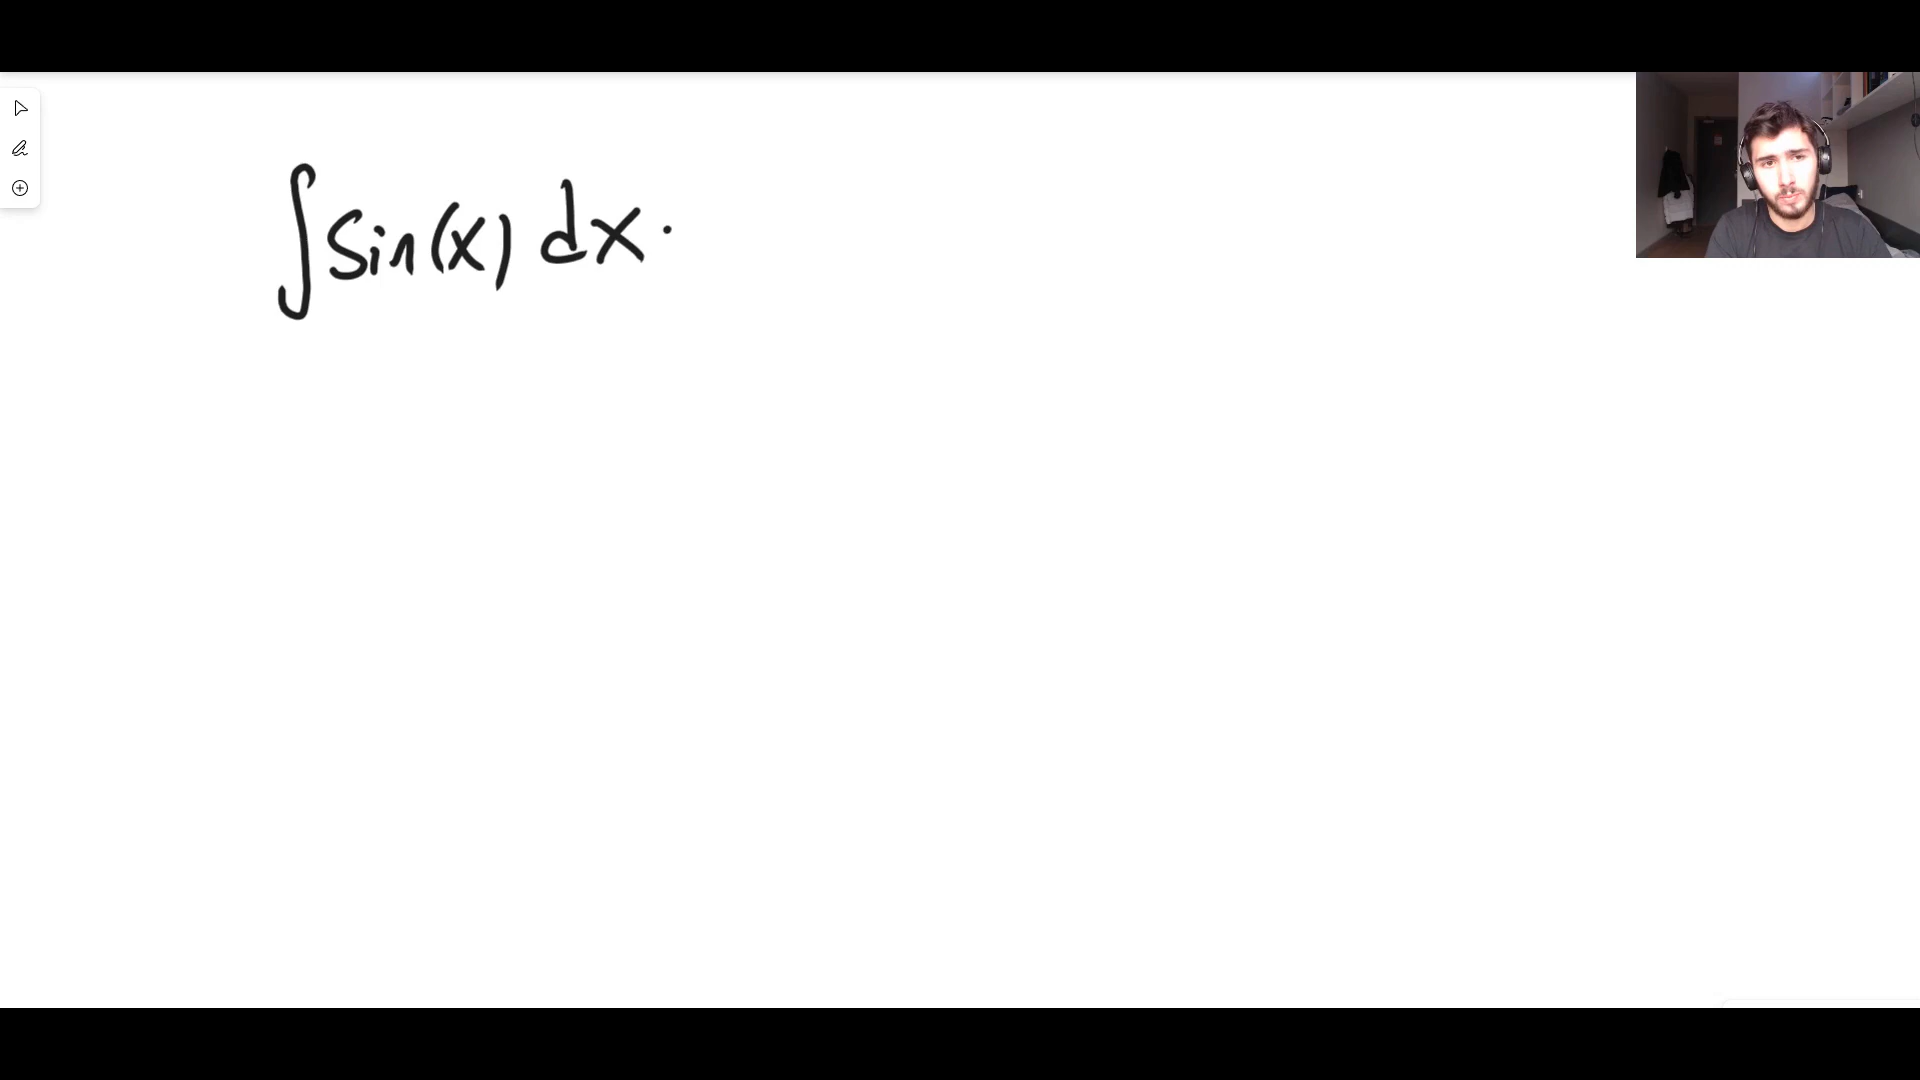 ∫sin(x) dx.